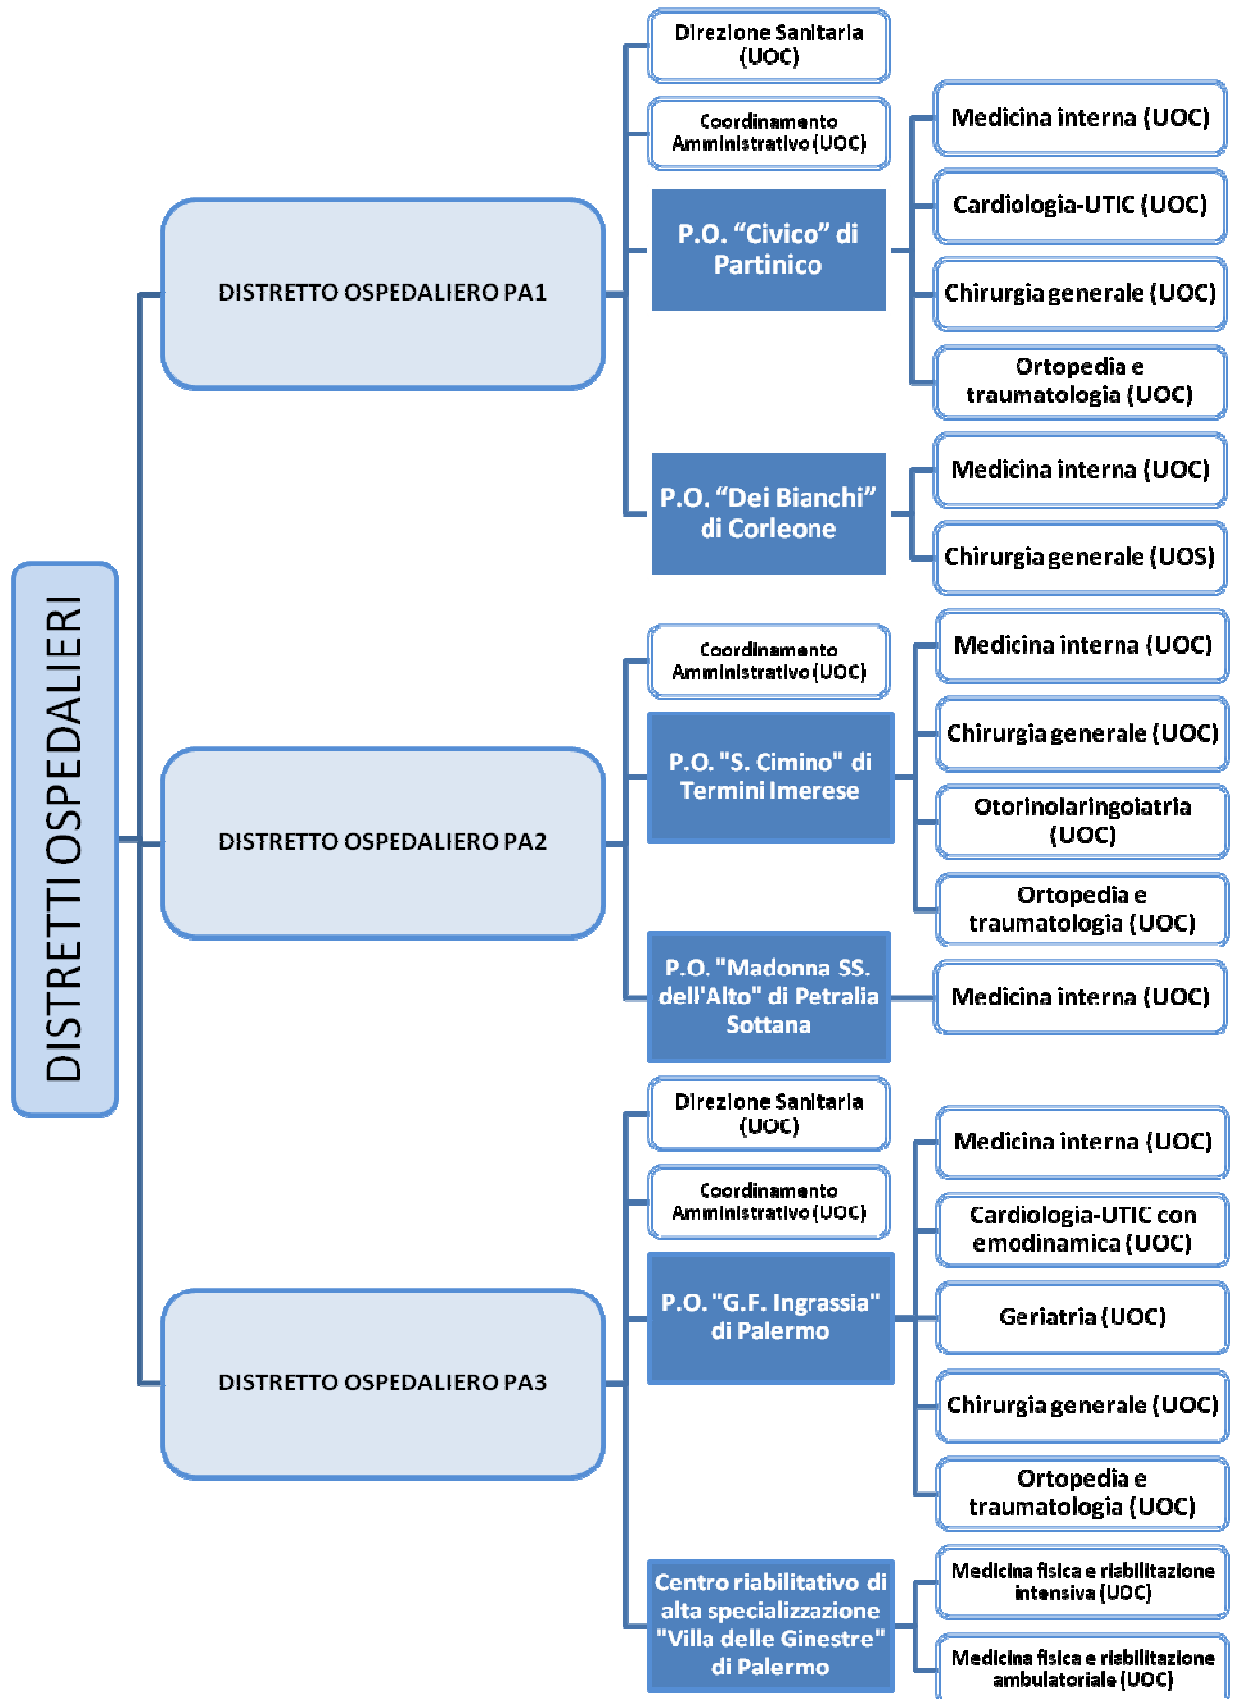 DISTRETTI OSPEDALIERI
DISTRETTO OSPEDALIERO PA1
Direzione Sanitaria
(UOC)
Coordinamento
Amministrativo (UOC)
P.O. “Civico” di
Partinico
Medicina interna (UOC)
Cardiologia-UTIC (UOC)
Chirurgia generale (UOC)
Ortopedia e
traumatologia (UOC)
P.O. “Dei Bianchi”
di Corleone
Medicina interna (UOC)
Chirurgia generale (UOS)
DISTRETTO OSPEDALIERO PA2
Coordinamento
Amministrativo (UOC)
P.O. "S. Cimino" di
Termini Imerese
Medicina interna (UOC)
Chirurgia generale (UOC)
Otorinolaringoiatria
(UOC)
Ortopedia e
traumatologia (UOC)
P.O. "Madonna SS.
dell'Alto" di Petralia
Sottana
Medicina interna (UOC)
DISTRETTO OSPEDALIERO PA3
Direzione Sanitaria
(UOC)
Coordinamento
Amministrativo (UOC)
P.O. "G.F. Ingrassia"
di Palermo
Medicina interna (UOC)
Cardiologia-UTIC con
emodinamica (UOC)
Geriatria (UOC)
Chirurgia generale (UOC)
Ortopedia e
traumatologia (UOC)
Centro riabilitativo di
alta specializzazione
"Villa delle Ginestre"
di Palermo
Medicina fisica e riabilitazione
intensiva (UOC)
Medicina fisica e riabilitazione
ambulatoriale (UOC)